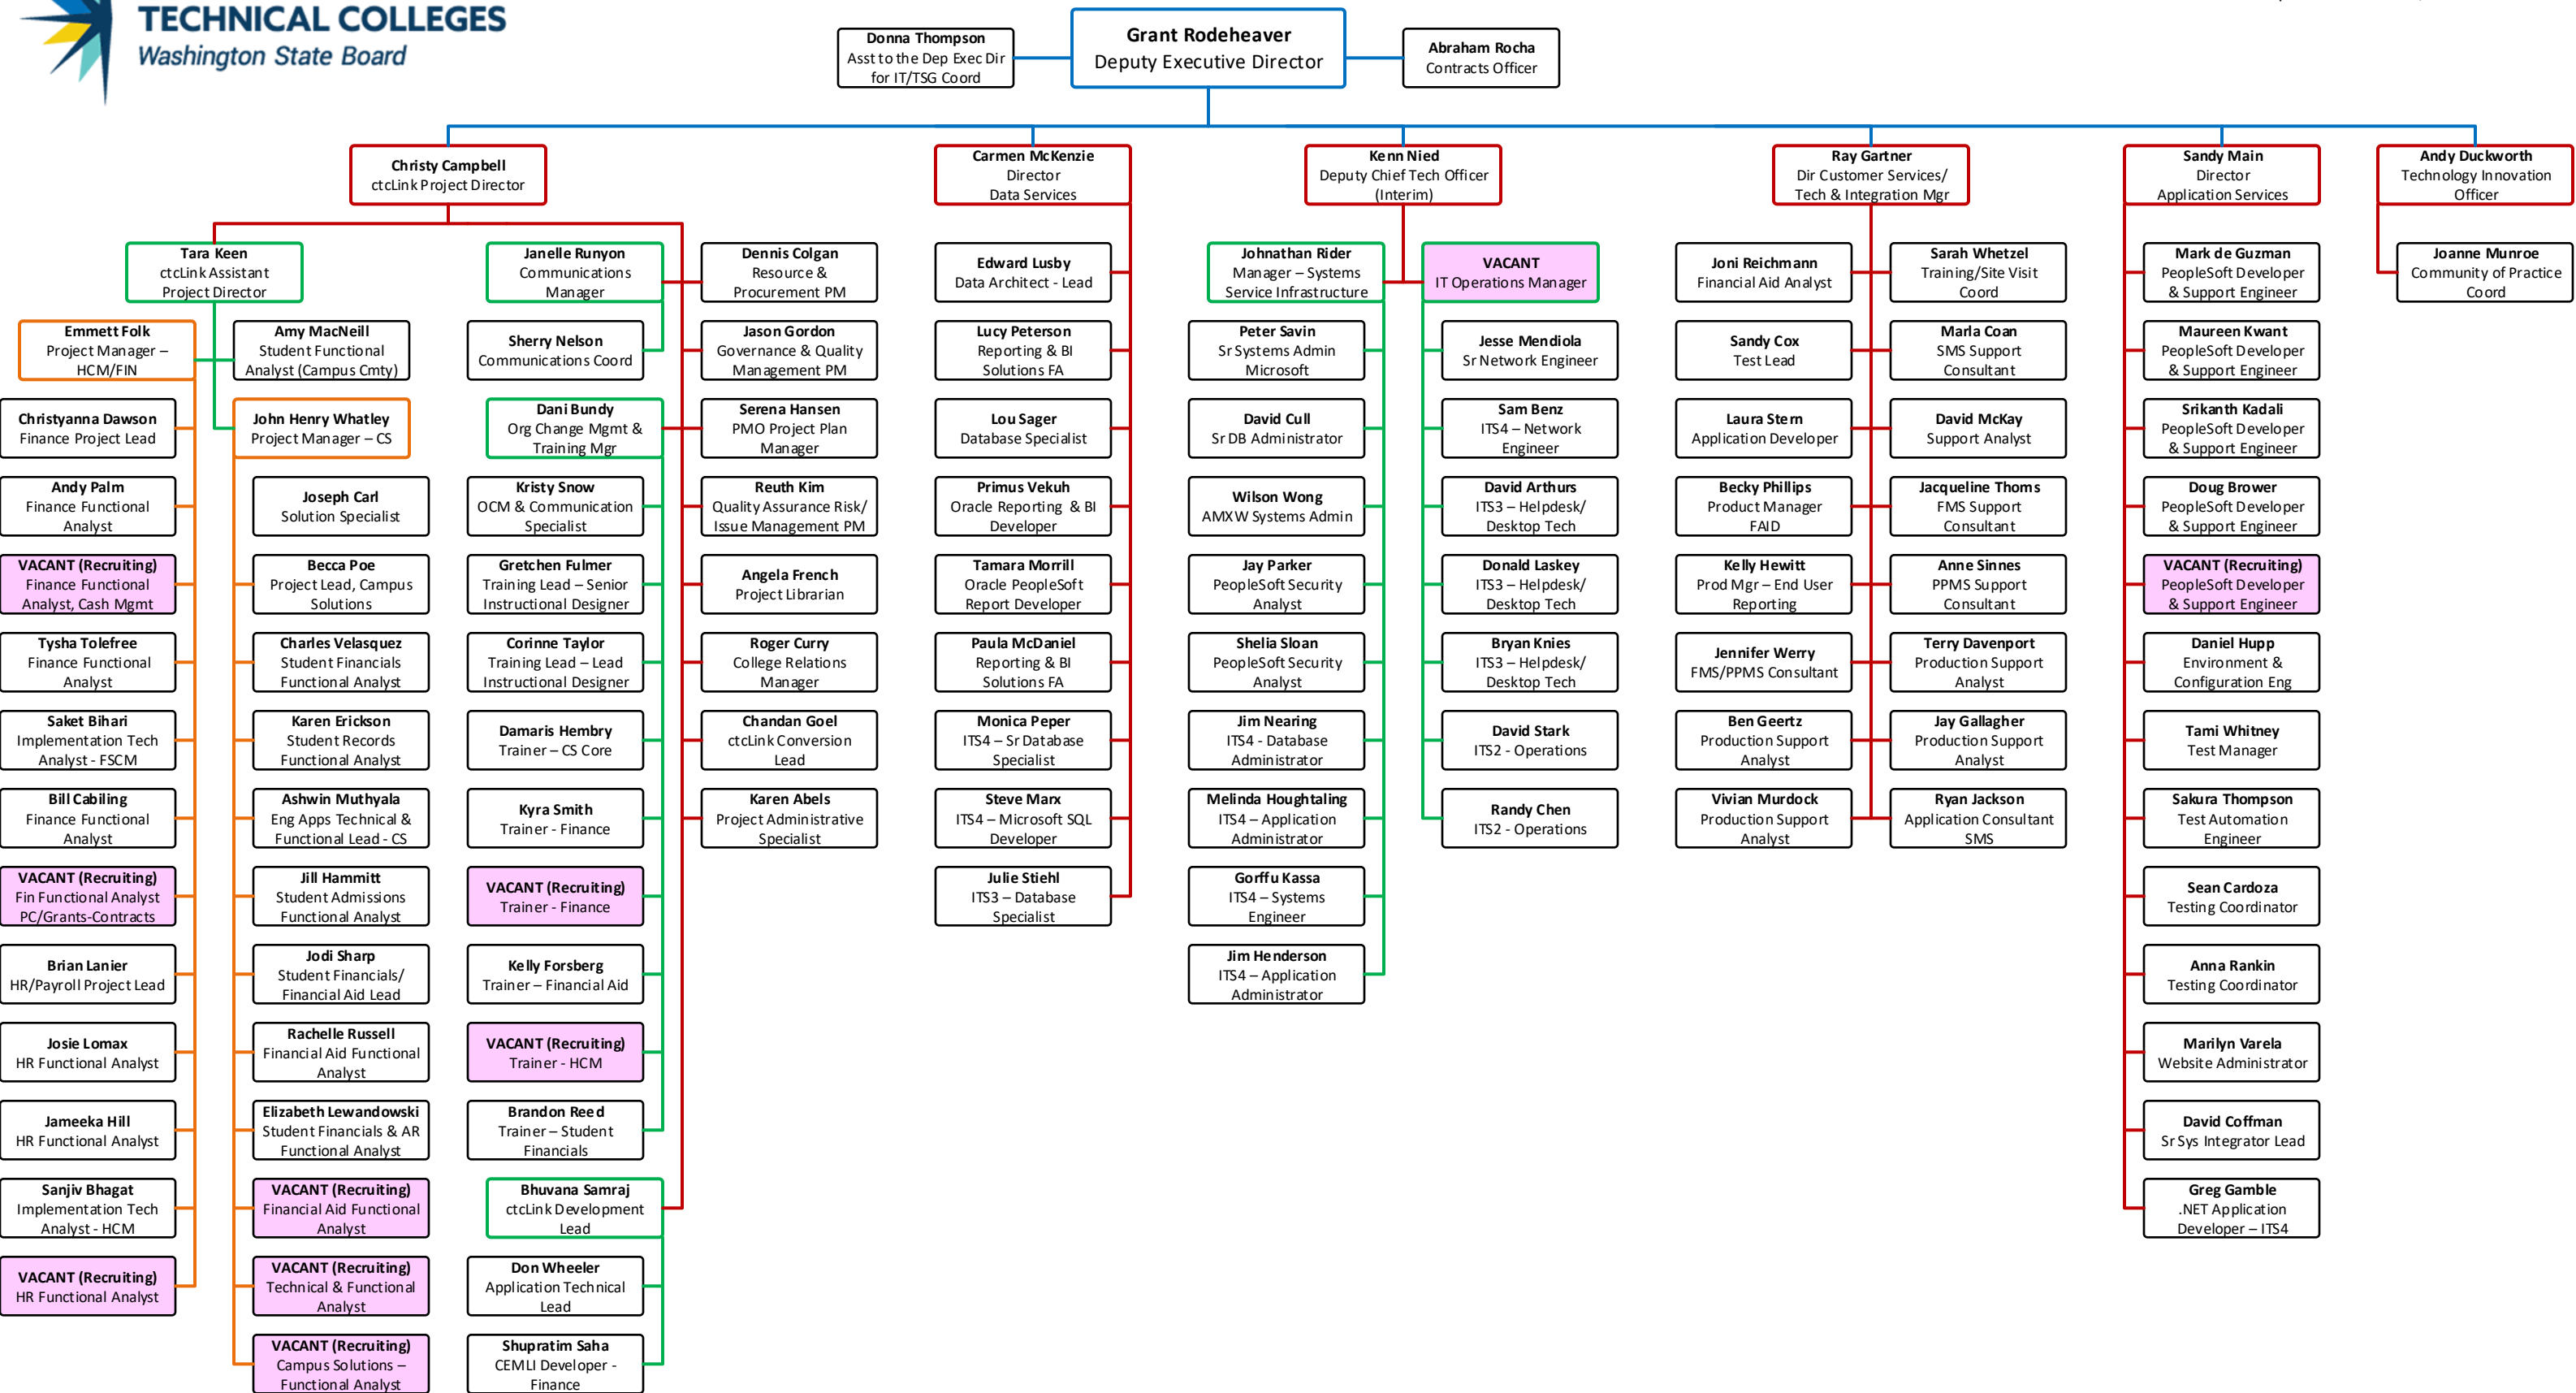 TECHNICAL COLLEGES
Washington State Board
Donna Thompson
Asst to the Dep Exec Dir
for IT/TSG Coord
Grant Rodeheaver
Deputy Executive Director
Abraham Rocha
Contracts Officer
Christy Campbell
ctcLink Project Director
Carmen McKenzie
Director
Data Services
Kenn Nied
Deputy Chief Tech Officer
(Interim)
Ray Gartner
Dir Customer Services/
Tech & Integration Mgr
Sandy Main
Director
Application Services
Andy Duckworth
Technology Innovation
Officer
Tara Keen
ctcLink Assistant
Project Director
Emmett Folk
Project Manager –
HCM/FIN
Christyanna Dawson
Finance Project Lead
Andy Palm
Finance Functional
Analyst
VACANT (Recruiting)
Finance Functional
Analyst, Cash Mgmt
Tysha Tolefree
Finance Functional
Analyst
Saket Bihari
Implementation Tech
Analyst - FSCM
Bill Cabiling
Finance Functional
Analyst
VACANT (Recruiting)
Fin Functional Analyst
PC/Grants-Contracts
Brian Lanier
HR/Payroll Project Lead
Josie Lomax
HR Functional Analyst
Jameeka Hill
HR Functional Analyst
Sanjiv Bhagat
Implementation Tech
Analyst - HCM
VACANT (Recruiting)
HR Functional Analyst
Amy MacNeill
Student Functional
Analyst (Campus Cmty)
John Henry Whatley
Project Manager – CS
Joseph Carl
Solution Specialist
Becca Poe
Project Lead, Campus
Solutions
Charles Velasquez
Student Financials
Functional Analyst
Karen Erickson
Student Records
Functional Analyst
Ashwin Muthyala
Eng Apps Technical &
Functional Lead - CS
Jill Hammitt
Student Admissions
Functional Analyst
Jodi Sharp
Student Financials/
Financial Aid Lead
Rachelle Russell
Financial Aid Functional
Analyst
Elizabeth Lewandowski
Student Financials & AR
Functional Analyst
VACANT (Recruiting)
Financial Aid Functional
Analyst
VACANT (Recruiting)
Technical & Functional
Analyst
VACANT (Recruiting)
Campus Solutions –
Functional Analyst
Janelle Runyon
Communications
Manager
Sherry Nelson
Communications Coord
Dani Bundy
Org Change Mgmt &
Training Mgr
Kristy Snow
OCM & Communication
Specialist
Gretchen Fulmer
Training Lead – Senior
Instructional Designer
Corinne Taylor
Training Lead – Lead
Instructional Designer
Damaris Hembry
Trainer – CS Core
Kyra Smith
Trainer - Finance
VACANT (Recruiting)
Trainer - Finance
Kelly Forsberg
Trainer – Financial Aid
VACANT (Recruiting)
Trainer - HCM
Brandon Reed
Trainer – Student
Financials
Bhuvana Samraj
ctcLink Development
Lead
Don Wheeler
Application Technical
Lead
Shupratim Saha
CEMLI Developer -
Finance
Dennis Colgan
Resource &
Procurement PM
Jason Gordon
Governance & Quality
Management PM
Serena Hansen
PMO Project Plan
Manager
Reuth Kim
Quality Assurance Risk/
Issue Management PM
Angela French
Project Librarian
Roger Curry
College Relations
Manager
Chandan Goel
ctcLink Conversion
Lead
Karen Abels
Project Administrative
Specialist
Edward Lusby
Data Architect - Lead
Lucy Peterson
Reporting & BI
Solutions FA
Lou Sager
Database Specialist
Primus Vekuh
Oracle Reporting & BI
Developer
Tamara Morrill
Oracle PeopleSoft
Report Developer
Paula McDaniel
Reporting & BI
Solutions FA
Monica Peper
ITS4 – Sr Database
Specialist
Steve Marx
ITS4 – Microsoft SQL
Developer
Julie Stiehl
ITS3 – Database
Specialist
Johnathan Rider
Manager – Systems
Service Infrastructure
Peter Savin
Sr Systems Admin
Microsoft
David Cull
Sr DB Administrator
Wilson Wong
AMXW Systems Admin
Jay Parker
PeopleSoft Security
Analyst
Shelia Sloan
PeopleSoft Security
Analyst
Jim Nearing
ITS4 - Database
Administrator
Melinda Houghtaling
ITS4 – Application
Administrator
Gorffu Kassa
ITS4 – Systems
Engineer
Jim Henderson
ITS4 – Application
Administrator
VACANT
IT Operations Manager
Jesse Mendiola
Sr Network Engineer
Sam Benz
ITS4 – Network
Engineer
David Arthurs
ITS3 – Helpdesk/
Desktop Tech
Donald Laskey
ITS3 – Helpdesk/
Desktop Tech
Bryan Knies
ITS3 – Helpdesk/
Desktop Tech
David Stark
ITS2 - Operations
Randy Chen
ITS2 - Operations
Joni Reichmann
Financial Aid Analyst
Sandy Cox
Test Lead
Laura Stern
Application Developer
Becky Phillips
Product Manager
FAID
Kelly Hewitt
Prod Mgr – End User
Reporting
Jennifer Werry
FMS/PPMS Consultant
Ben Geertz
Production Support
Analyst
Vivian Murdock
Production Support
Analyst
Sarah Whetzel
Training/Site Visit
Coord
Marla Coan
SMS Support
Consultant
David McKay
Support Analyst
Jacqueline Thoms
FMS Support
Consultant
Anne Sinnes
PPMS Support
Consultant
Terry Davenport
Production Support
Analyst
Jay Gallagher
Production Support
Analyst
Ryan Jackson
Application Consultant
SMS
Mark de Guzman
PeopleSoft Developer
& Support Engineer
Maureen Kwant
PeopleSoft Developer
& Support Engineer
Srikanth Kadali
PeopleSoft Developer
& Support Engineer
Doug Brower
PeopleSoft Developer
& Support Engineer
VACANT (Recruiting)
PeopleSoft Developer
& Support Engineer
Daniel Hupp
Environment &
Configuration Eng
Tami Whitney
Test Manager
Sakura Thompson
Test Automation
Engineer
Sean Cardoza
Testing Coordinator
Anna Rankin
Testing Coordinator
Marilyn Varela
Website Administrator
David Coffman
Sr Sys Integrator Lead
Greg Gamble
.NET Application
Developer – ITS4
Joanne Munroe
Community of Practice
Coord